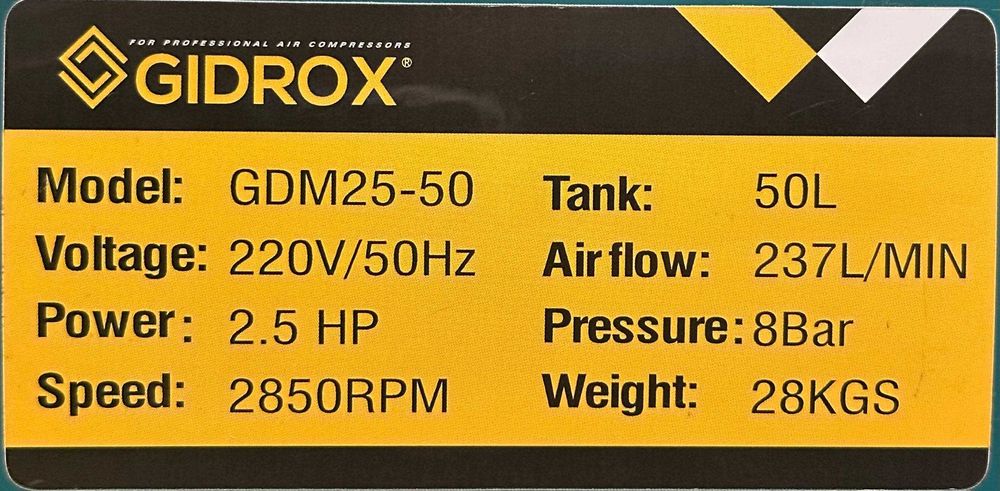 FOR PROFESSIONAL AIR COMPRESSORS
GIDROX®
Model: GDM25-50
Voltage: 220V/50Hz
Power: 2.5 HP
Speed: 2850RPM
Tank: 50L
Air flow: 237L/MIN
Pressure: 8Bar
Weight: 28KGS